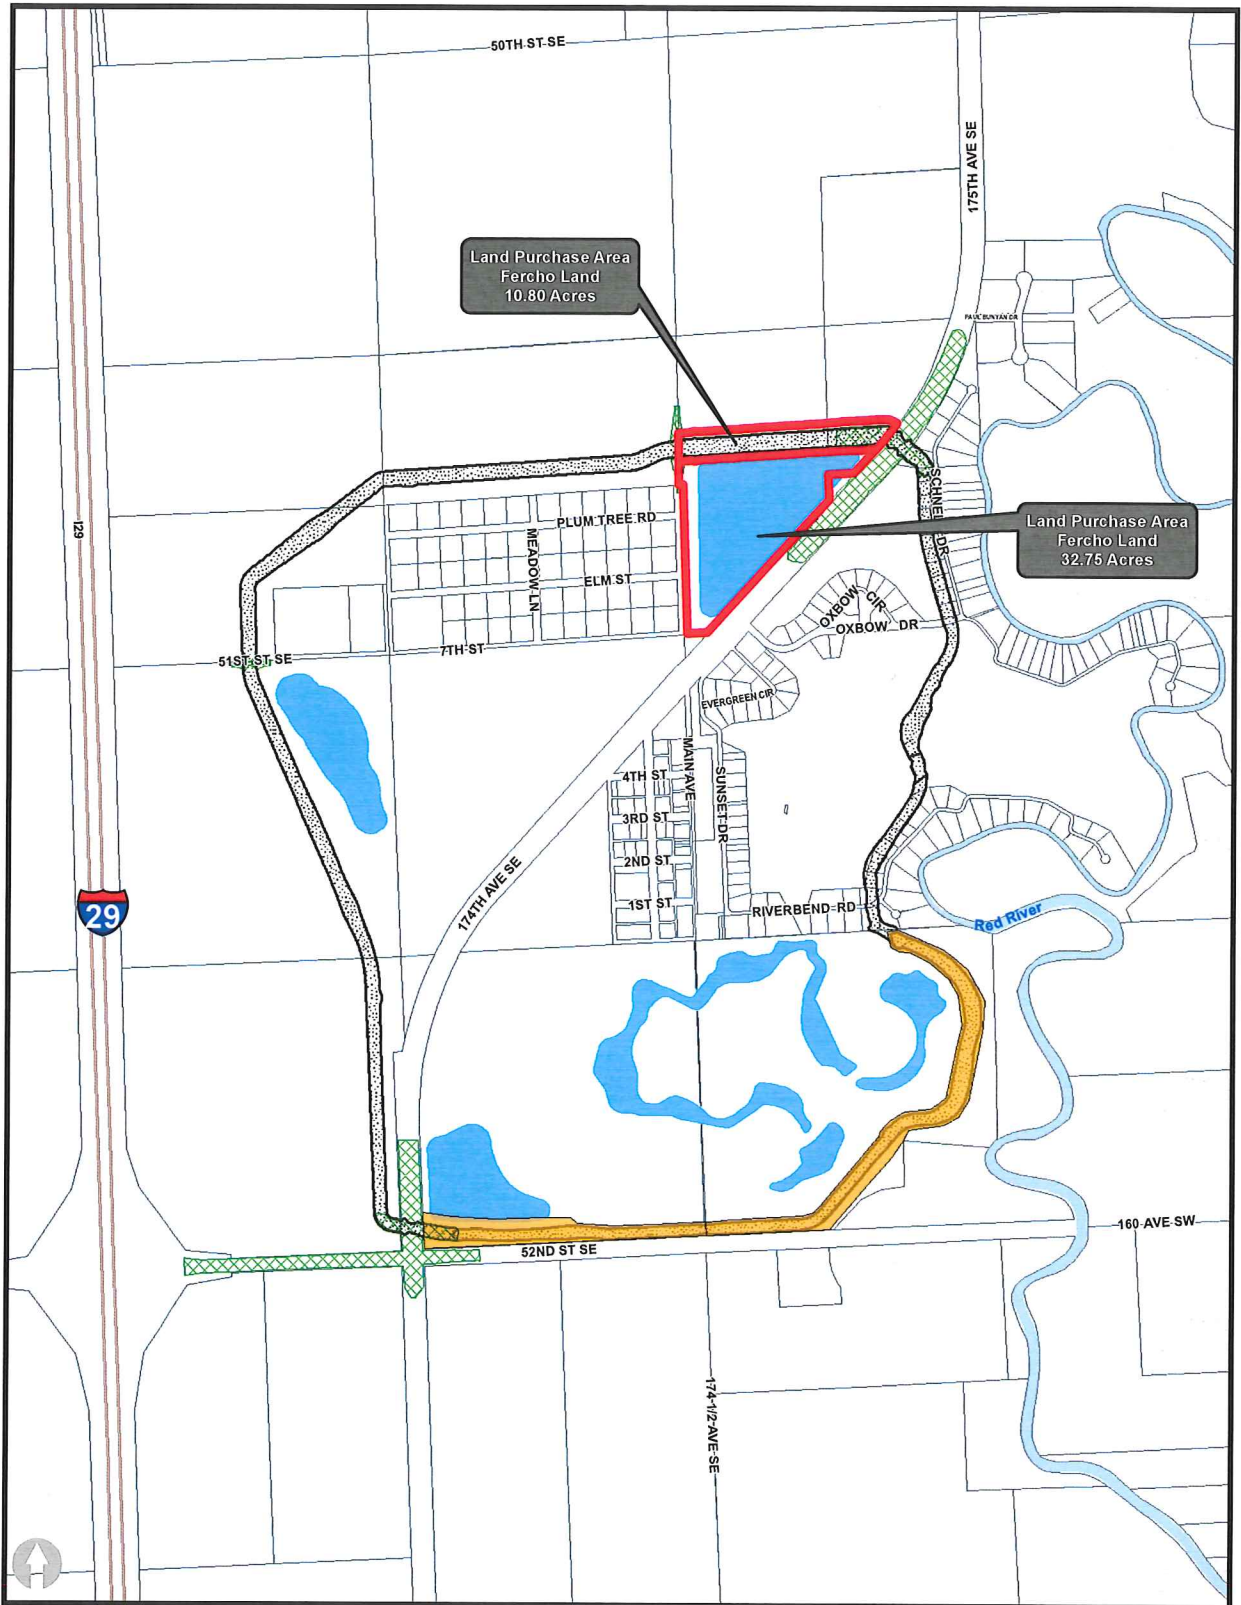 50TH ST SE
175TH AVE SE
Land Purchase Area
Fercho Land
10.80 Acres
PAUL BUNYAN DR
Land Purchase Area
Fercho Land
32.75 Acres
I29
PLUM TREE RD
MEADOW LN
ELM ST
OXBOW CIR
OXBOW DR
7TH ST
51ST ST SE
EVERGREEN CIR
MAIN AVE
SUNSET DR
4TH ST
3RD ST
2ND ST
1ST ST
174TH AVE SE
29
RIVERBEND RD
Red River
160 AVE SW
52ND ST SE
174 1/2 AVE SE